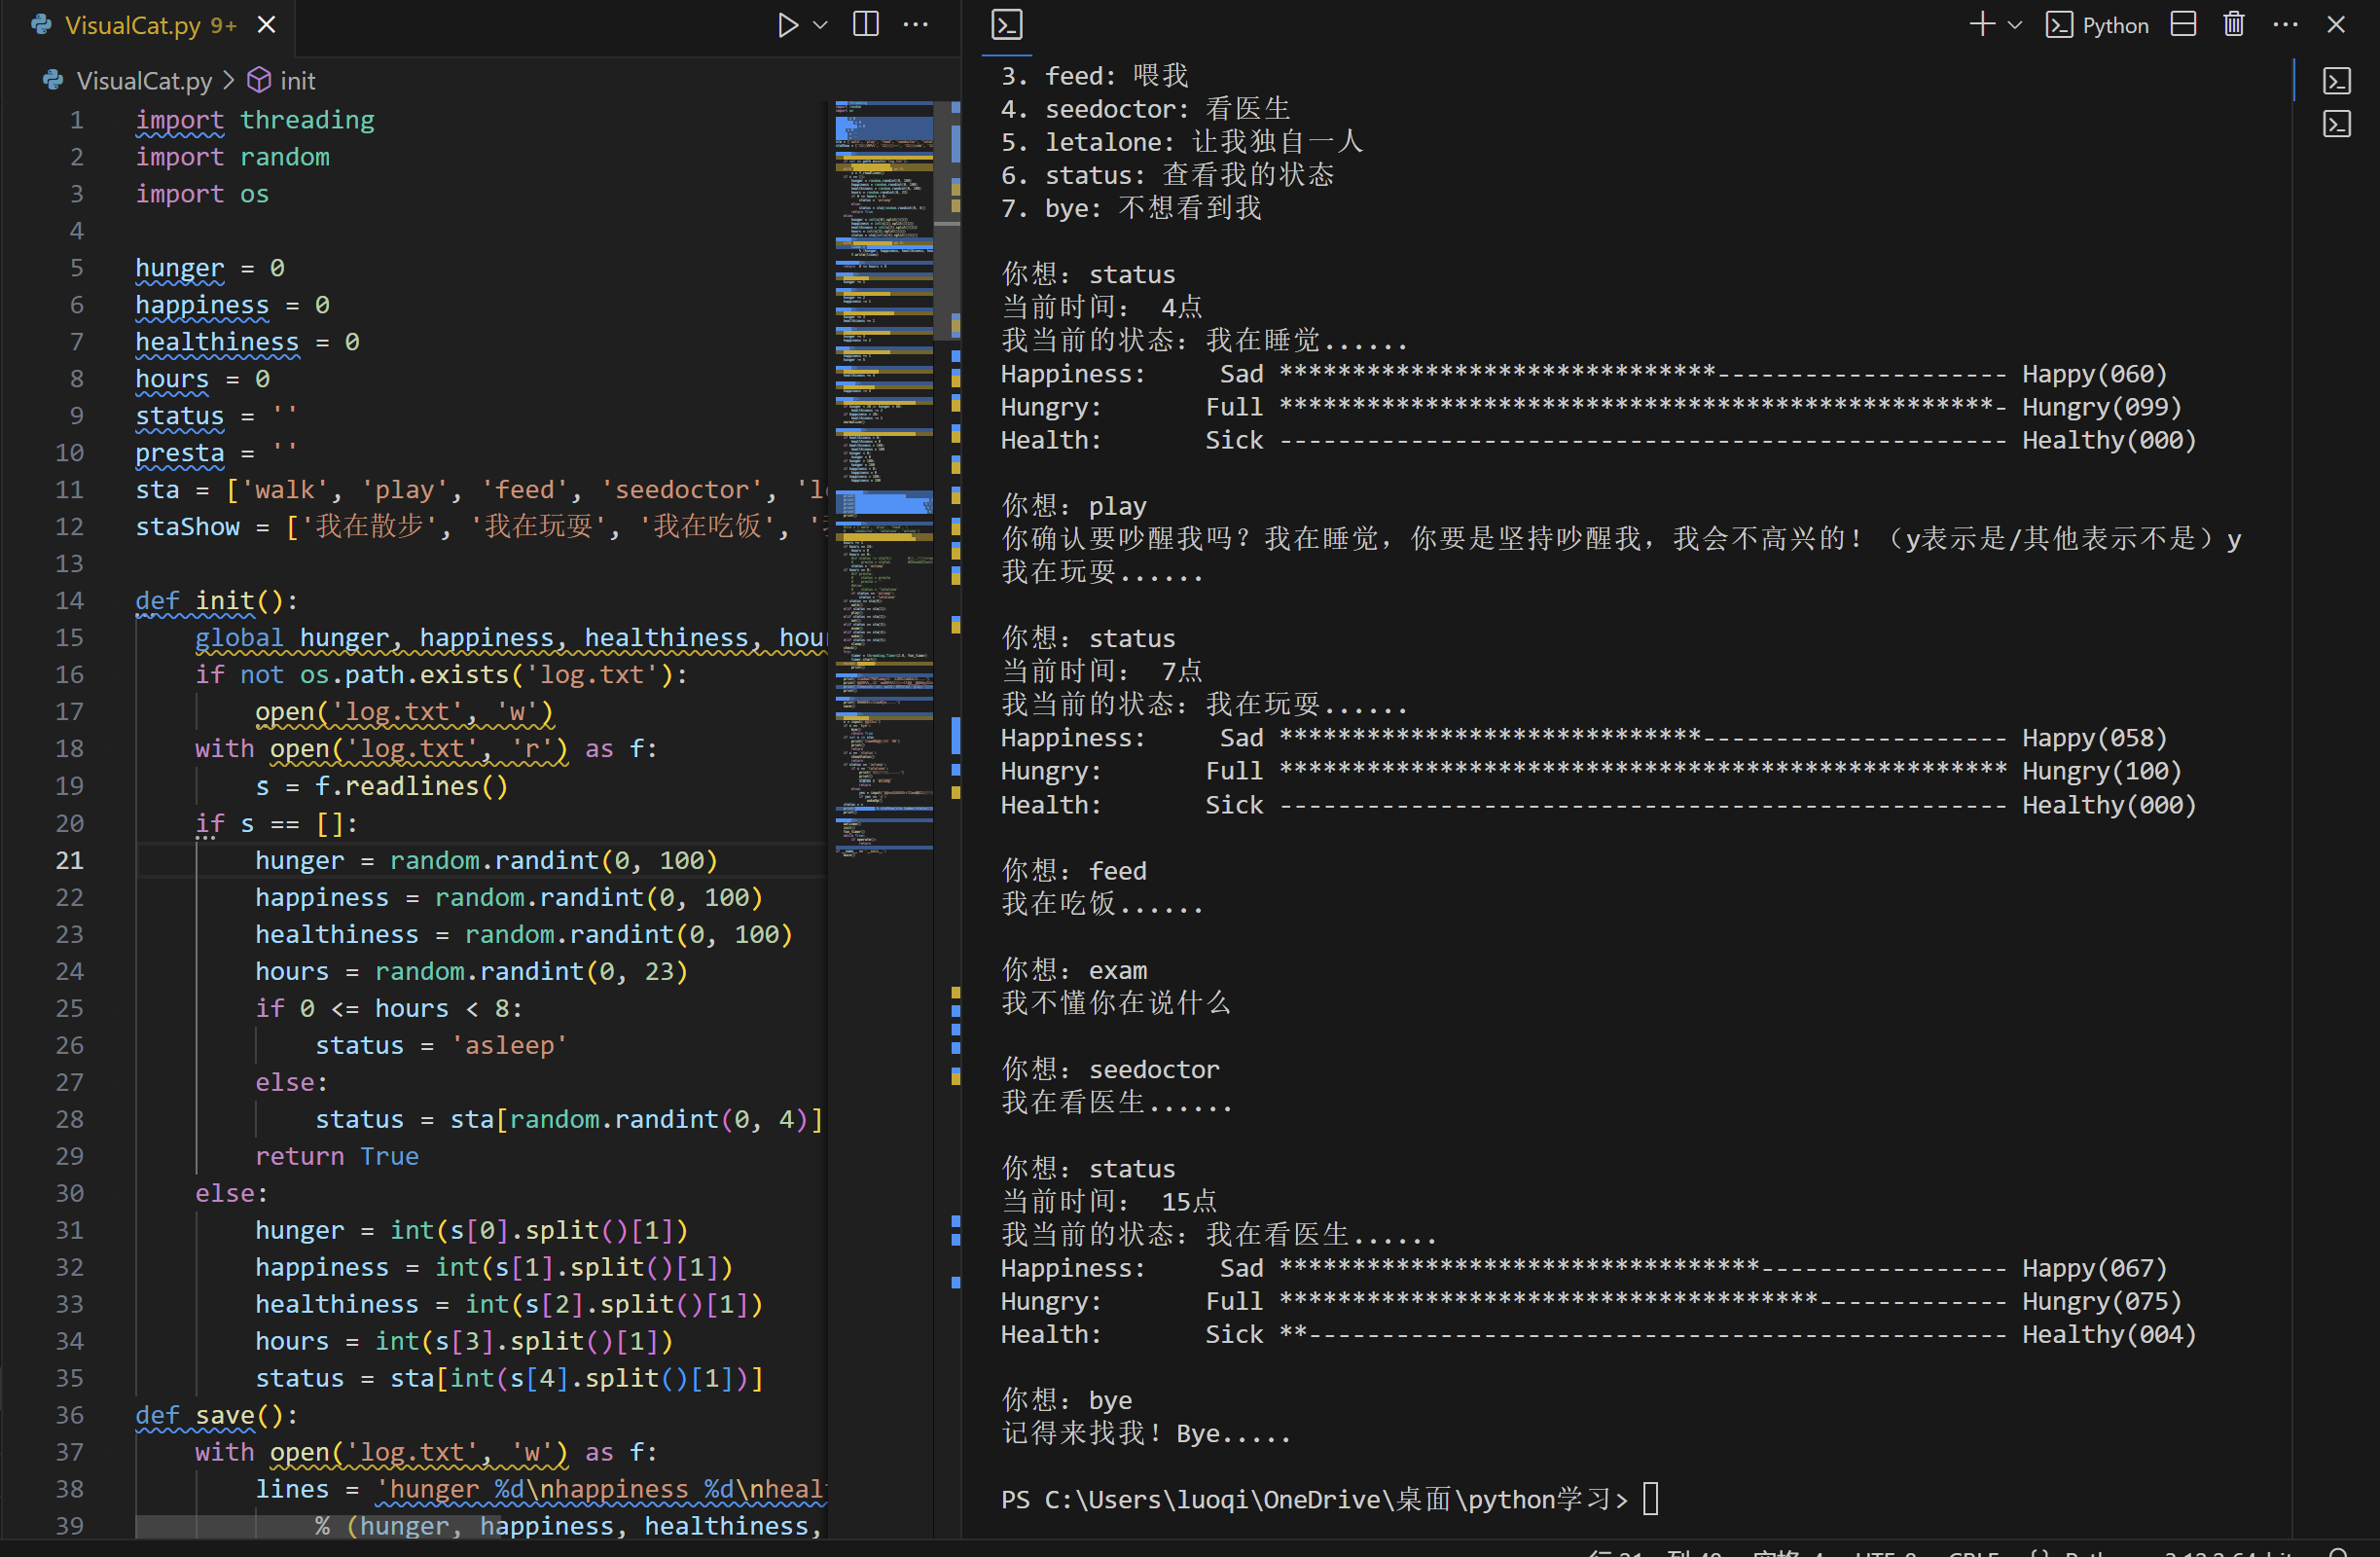 VisualCat.py 9+
VisualCat.py > init
1 import threading
2 import random
3 import os
4
5 hunger = 0
6 happiness = 0
7 healthiness = 0
8 hours = 0
9 status = ''
10 presta = ''
11 sta = ['walk', 'play', 'feed', 'seedoctor', 'l
12 staShow = ['我在散步', '我在玩耍', '我在吃饭', '
13
14 def init():
15 global hunger, happiness, healthiness, hou
16 if not os.path.exists('log.txt'):
17 open('log.txt', 'w')
18 with open('log.txt', 'r') as f:
19 s = f.readlines()
20 if s == []:
21 hunger = random.randint(0, 100)
22 happiness = random.randint(0, 100)
23 healthiness = random.randint(0, 100)
24 hours = random.randint(0, 23)
25 if 0 <= hours < 8:
26 status = 'asleep'
27 else:
28 status = sta[random.randint(0, 4)]
29 return True
30 else:
31 hunger = int(s[0].split()[1])
32 happiness = int(s[1].split()[1])
33 healthiness = int(s[2].split()[1])
34 hours = int(s[3].split()[1])
35 status = sta[int(s[4].split()[1])]
36 def save():
37 with open('log.txt', 'w') as f:
38 lines = 'hunger %d\nhappiness %d\nheal
39 % (hunger, happiness, healthiness,
Python
3. feed: 喂我
4. seedoctor: 看医生
5. letalone: 让我独自一人
6. status: 查看我的状态
7. bye: 不想看到我
你想：status
当前时间： 4点
我当前的状态：我在睡觉......
Happiness: Sad ******************************-------------------- Happy(060)
Hungry: Full *************************************************- Hungry(099)
Health: Sick -------------------------------------------------- Healthy(000)
你想：play
你确认要吵醒我吗？我在睡觉，你要是坚持吵醒我，我会不高兴的！（y表示是/其他表示不是）y
我在玩耍......
你想：status
当前时间： 7点
我当前的状态：我在玩耍......
Happiness: Sad *****************************--------------------- Happy(058)
Hungry: Full ************************************************** Hungry(100)
Health: Sick -------------------------------------------------- Healthy(000)
你想：feed
我在吃饭......
你想：exam
我不懂你在说什么
你想：seedoctor
我在看医生......
你想：status
当前时间： 15点
我当前的状态：我在看医生......
Happiness: Sad *********************************----------------- Happy(067)
Hungry: Full *************************************------------- Hungry(075)
Health: Sick **------------------------------------------------ Healthy(004)
你想：bye
记得来找我！Bye.....
PS C:\Users\luoqi\OneDrive\桌面\python学习>